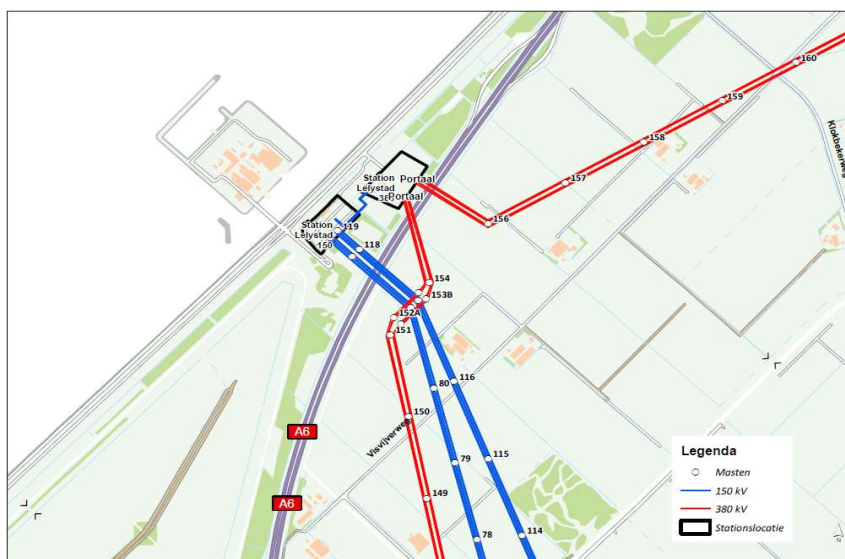 160
159
158
157
156
Klokbekerweg
Station
Lelystad
38
Portaal
Portaal
Station
Lelystad
150
119
118
154
153B
152A
151
80
116
150
Visvijverweg
79
115
149
78
114
A6
A6
Legenda
Masten
150 kV
380 kV
Stationslocatie